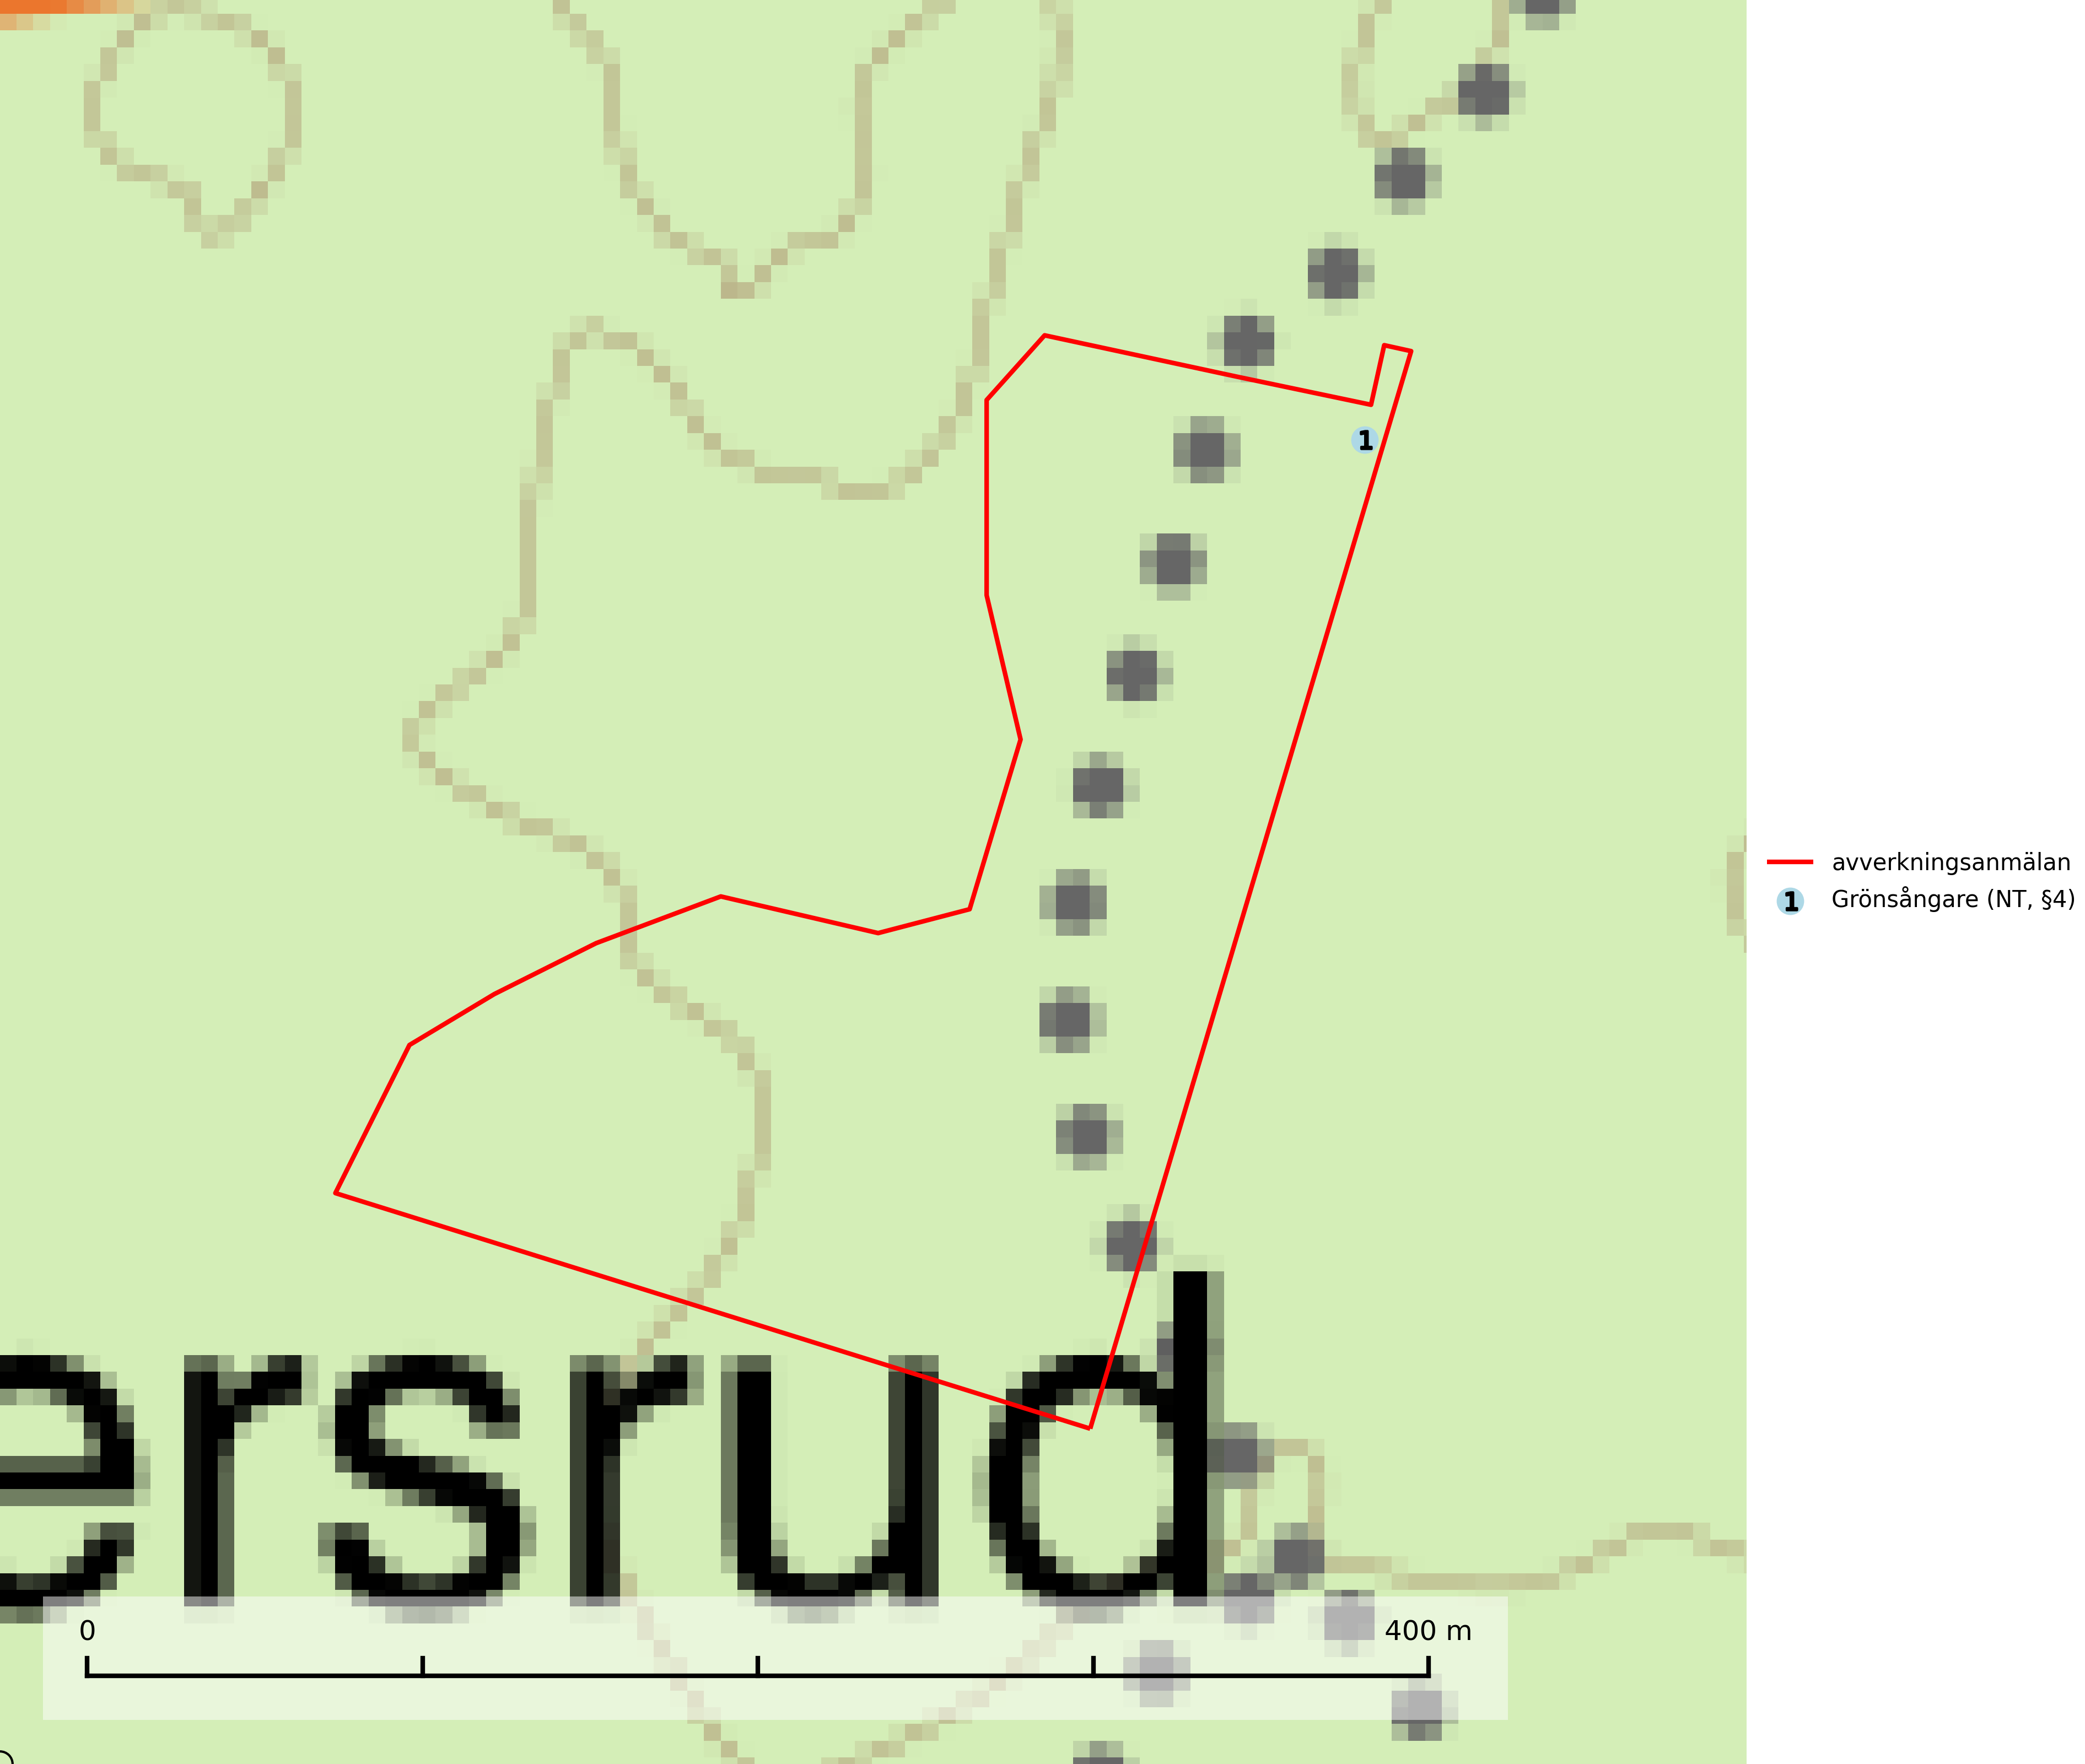 1
avverkningsanmälan
1 Grönsångare (NT, §4)
ersrud
0 400 m